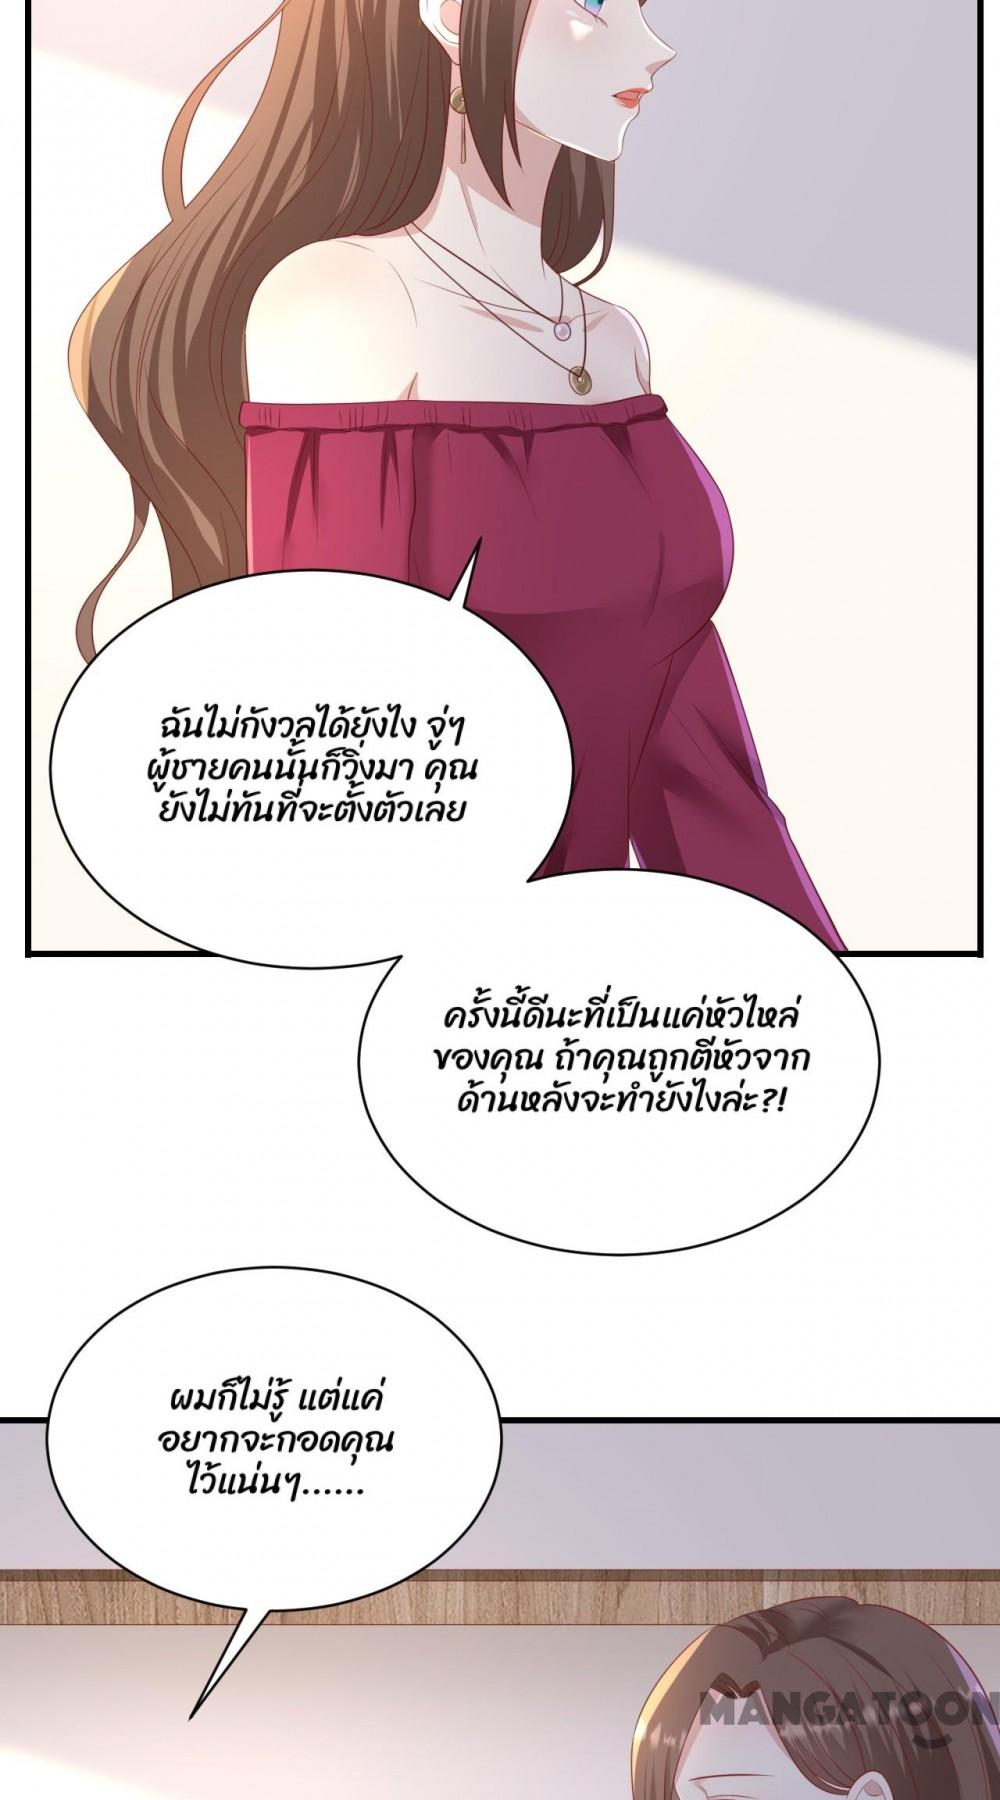 ฉันไม่กังวลได้ยังไง จู่ๆ
ผู้ชายคนนั้นก็วิ่งมา คุณ
ยังไม่ทันที่จะตั้งตัวเลย
ครั้งนี้ดีนะที่เป็นแค่หัวไหล่
ของคุณ ถ้าคุณถูกตีหัวจาก
ด้านหลังจะทำยังไงล่ะ?!
ผมก็ไม่รู้ แต่แค่
อยากจะกอดคุณ
ไว้แน่นๆ......
MANGATOON